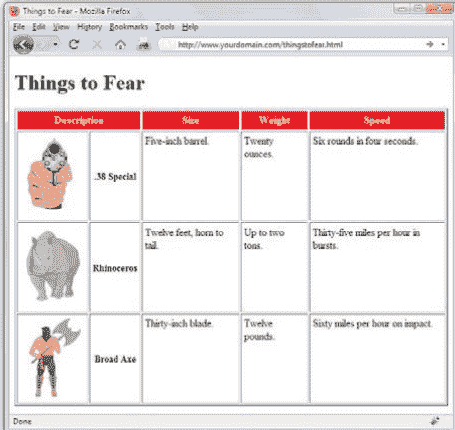 Things to Fear - Mozilla Firefox
File Edit View History Bookmarks Tools Help
http://www.yourdomain.com/thingstofear.html
Things to Fear
Description Size Weight Speed
.38 Special Five-inch barrel. Twenty Six rounds in four seconds.
ounces.
Rhinoceros Twelve feet, horn to Up to two Thirty-five miles per hour in
tail. tons. bursts.
Broad Axe Thirty-inch blade. Twelve Sixty miles per hour on impact.
pounds.
Done